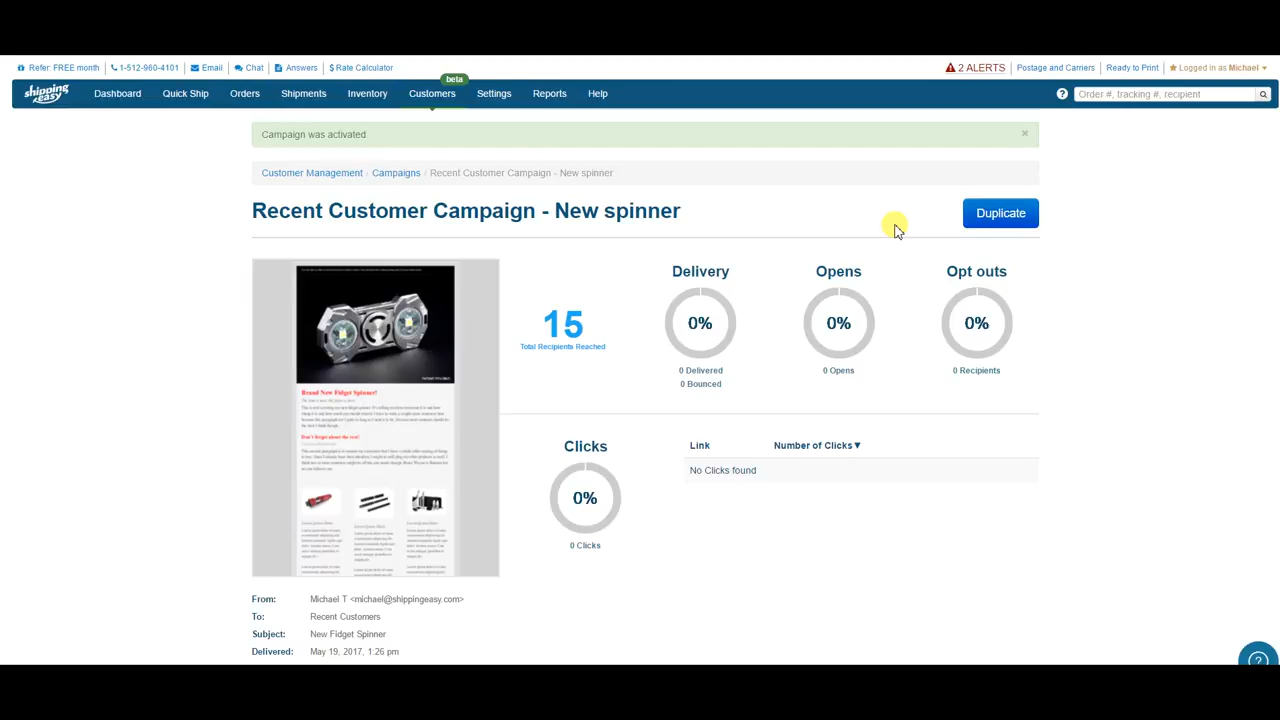 Refer: FREE month
1-512-960-4101
Email
Chat
Answers
$ Rate Calculator
2 ALERTS
Postage and Carriers
Ready to Print
Logged in as Michael
shipping easy
Dashboard
Quick Ship
Orders
Shipments
Inventory
Customers
beta
Settings
Reports
Help
Order #, tracking #, recipient
Campaign was activated
Customer Management / Campaigns / Recent Customer Campaign - New spinner
Recent Customer Campaign - New spinner
Duplicate
Brand New Fidget Spinner!
Don't forget about the rest!
15
Total Recipients Reached
Delivery
0%
0 Delivered
0 Bounced
Opens
0%
0 Opens
Opt outs
0%
0 Recipients
Clicks
0%
0 Clicks
Link Number of Clicks▼
No Clicks found
From: Michael T <michael@shippingeasy.com>
To: Recent Customers
Subject: New Fidget Spinner
Delivered: May 19, 2017, 1:26 pm